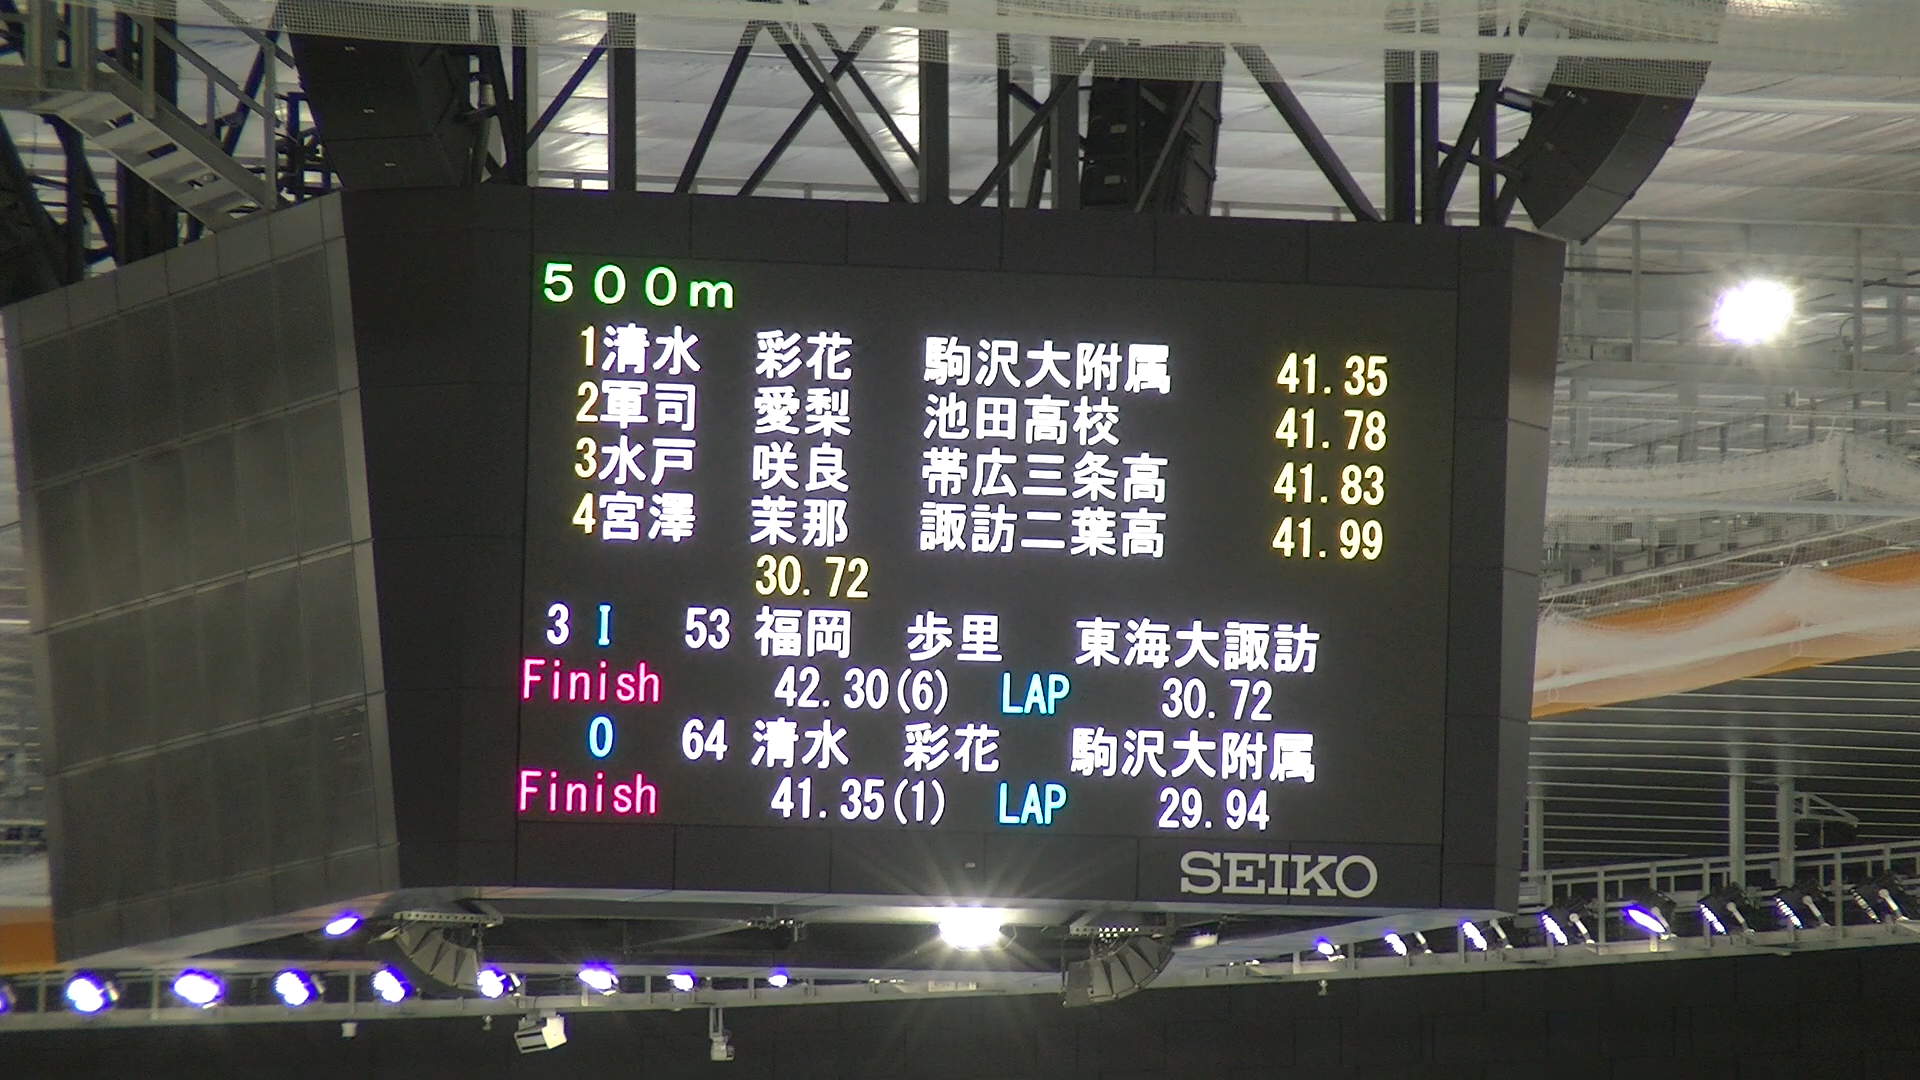 500m
1清水 彩花 駒沢大附属 41.35
2軍司 愛梨 池田高校 41.78
3水戸 咲良 帯広三条高 41.83
4宮澤 茉那 諏訪二葉高 41.99
30.72
3 I 53 福岡 歩里 東海大諏訪
Finish 42.30(6) LAP 30.72
O 64 清水 彩花 駒沢大附属
Finish 41.35(1) LAP 29.94
SEIKO